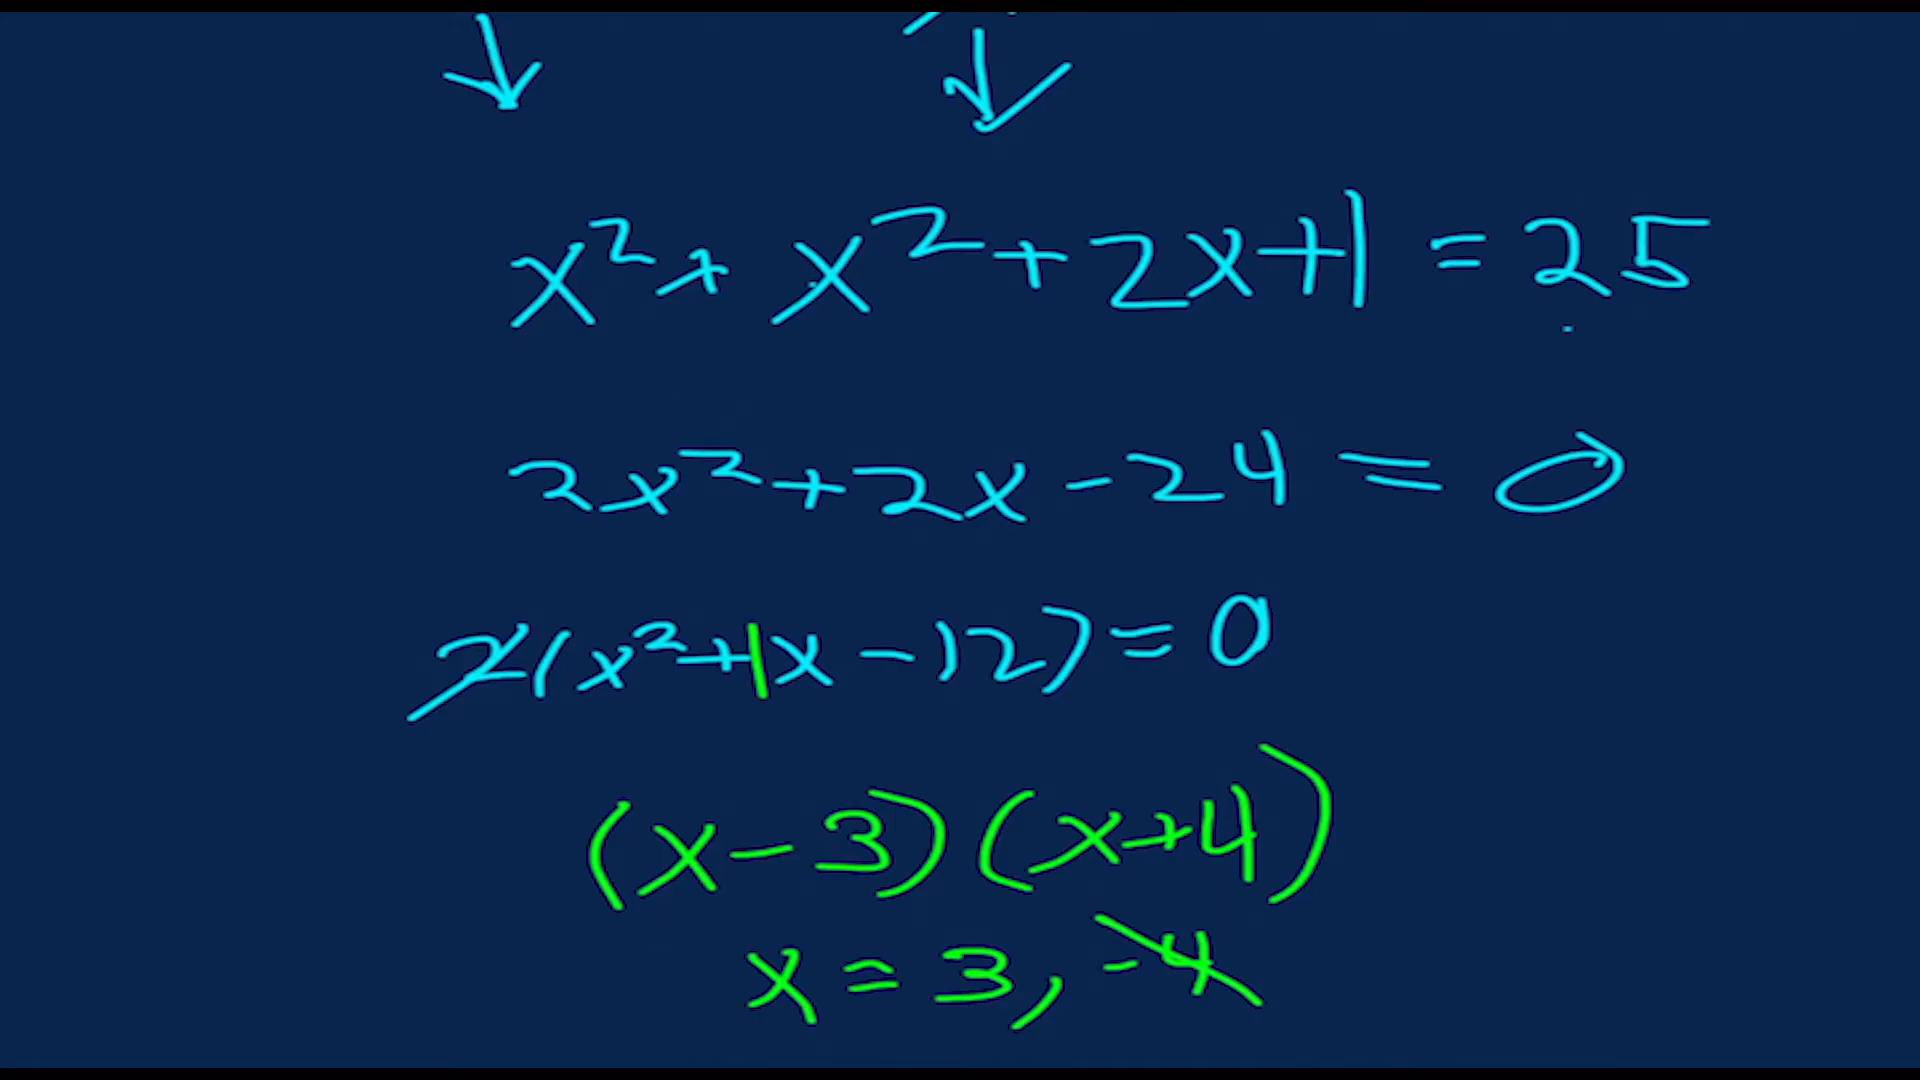 x² + x² + 2x + 1 = 25
2x² + 2x - 24 = 0
2(x² + 1x - 12) = 0
(x - 3)(x + 4)
x = 3, -4